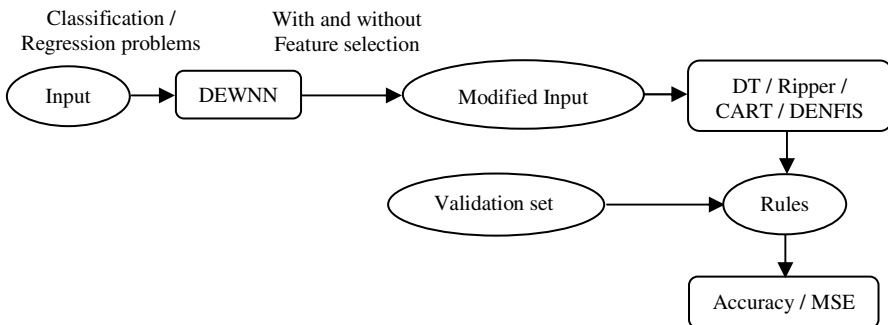 Classification /
Regression problems
With and without
Feature selection
Input
DEWNN
Modified Input
DT / Ripper /
CART / DENFIS
Validation set
Rules
Accuracy / MSE